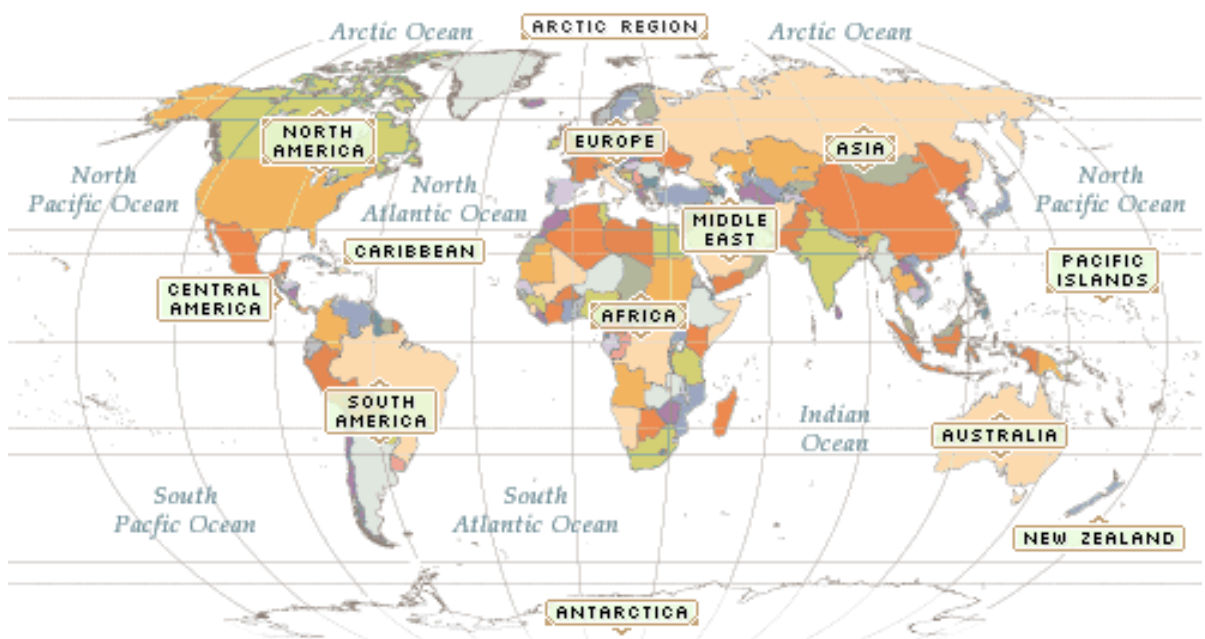 Arctic Ocean
ARCTIC REGION
Arctic Ocean
NORTH
AMERICA
EUROPE
ASIA
North
Pacific Ocean
North
Atlantic Ocean
North
Pacific Ocean
MIDDLE
EAST
CARIBBEAN
PACIFIC
ISLANDS
CENTRAL
AMERICA
AFRICA
SOUTH
AMERICA
Indian
Ocean
AUSTRALIA
South
Pacfic Ocean
South
Atlantic Ocean
NEW ZEALAND
ANTARCTICA